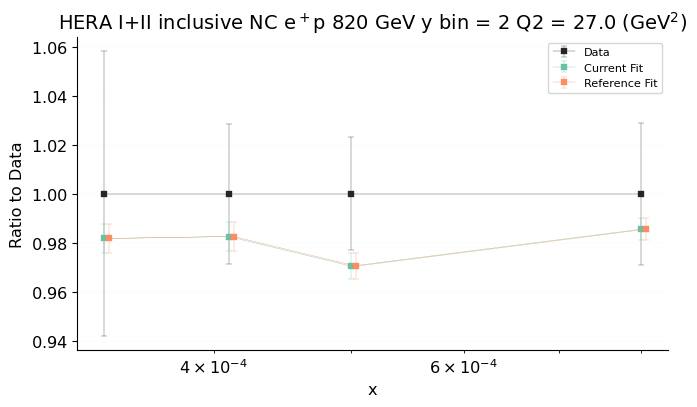 HERA I+II inclusive NC e⁺p 820 GeV y bin = 2 Q2 = 27.0 (GeV²)
Data
Current Fit
Reference Fit
Ratio to Data
1.06
1.04
1.02
1.00
0.98
0.96
0.94
4 × 10⁻⁴
6 × 10⁻⁴
x